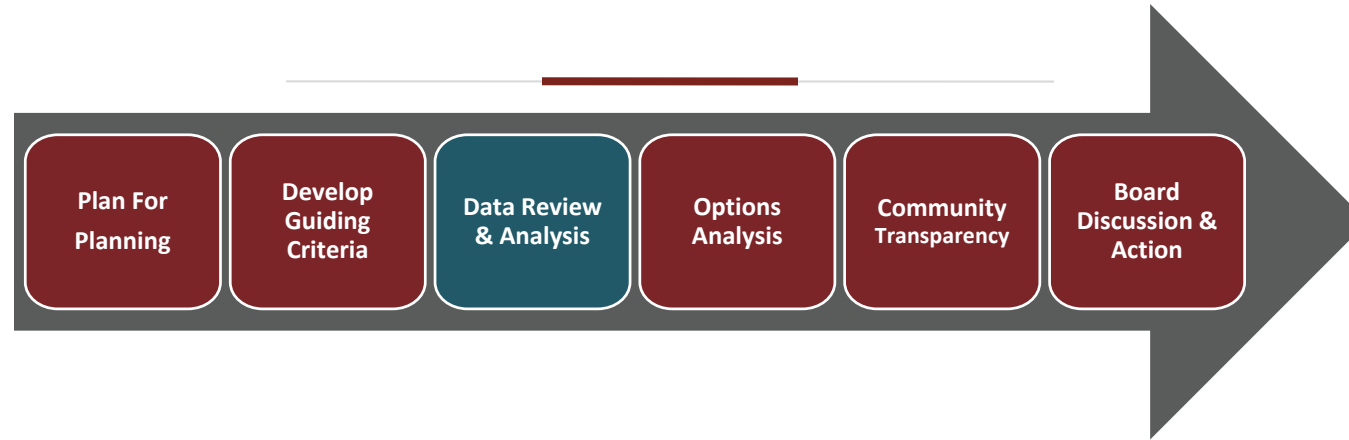 Plan For
Planning
Develop
Guiding
Criteria
Data Review
& Analysis
Options
Analysis
Community
Transparency
Board
Discussion &
Action